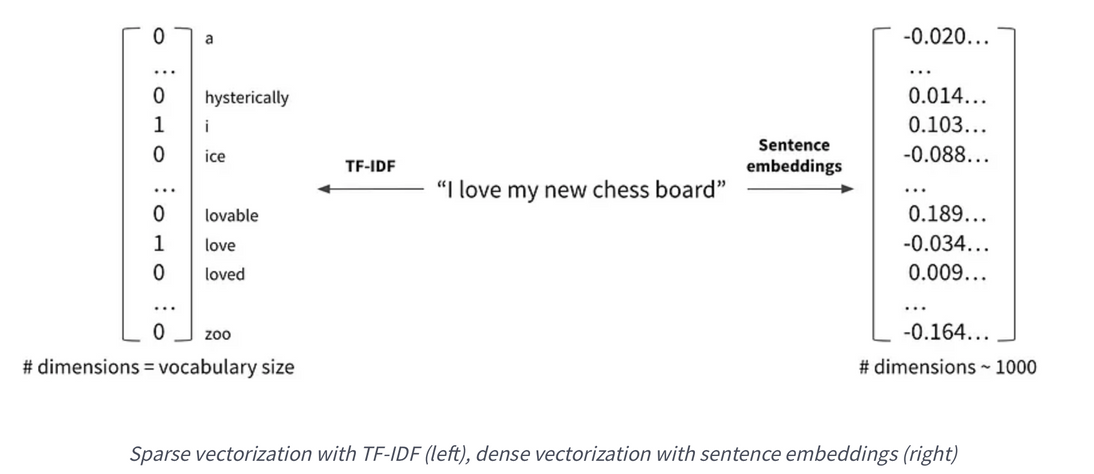 0 a
...
0 hysterically
1 i
0 ice
...
0 lovable
1 love
0 loved
...
0 zoo
# dimensions = vocabulary size
TF-IDF
“I love my new chess board”
Sentence
embeddings
-0.020...
...
0.014...
0.103...
-0.088...
...
0.189...
-0.034...
0.009...
...
-0.164...
# dimensions ~ 1000
Sparse vectorization with TF-IDF (left), dense vectorization with sentence embeddings (right)